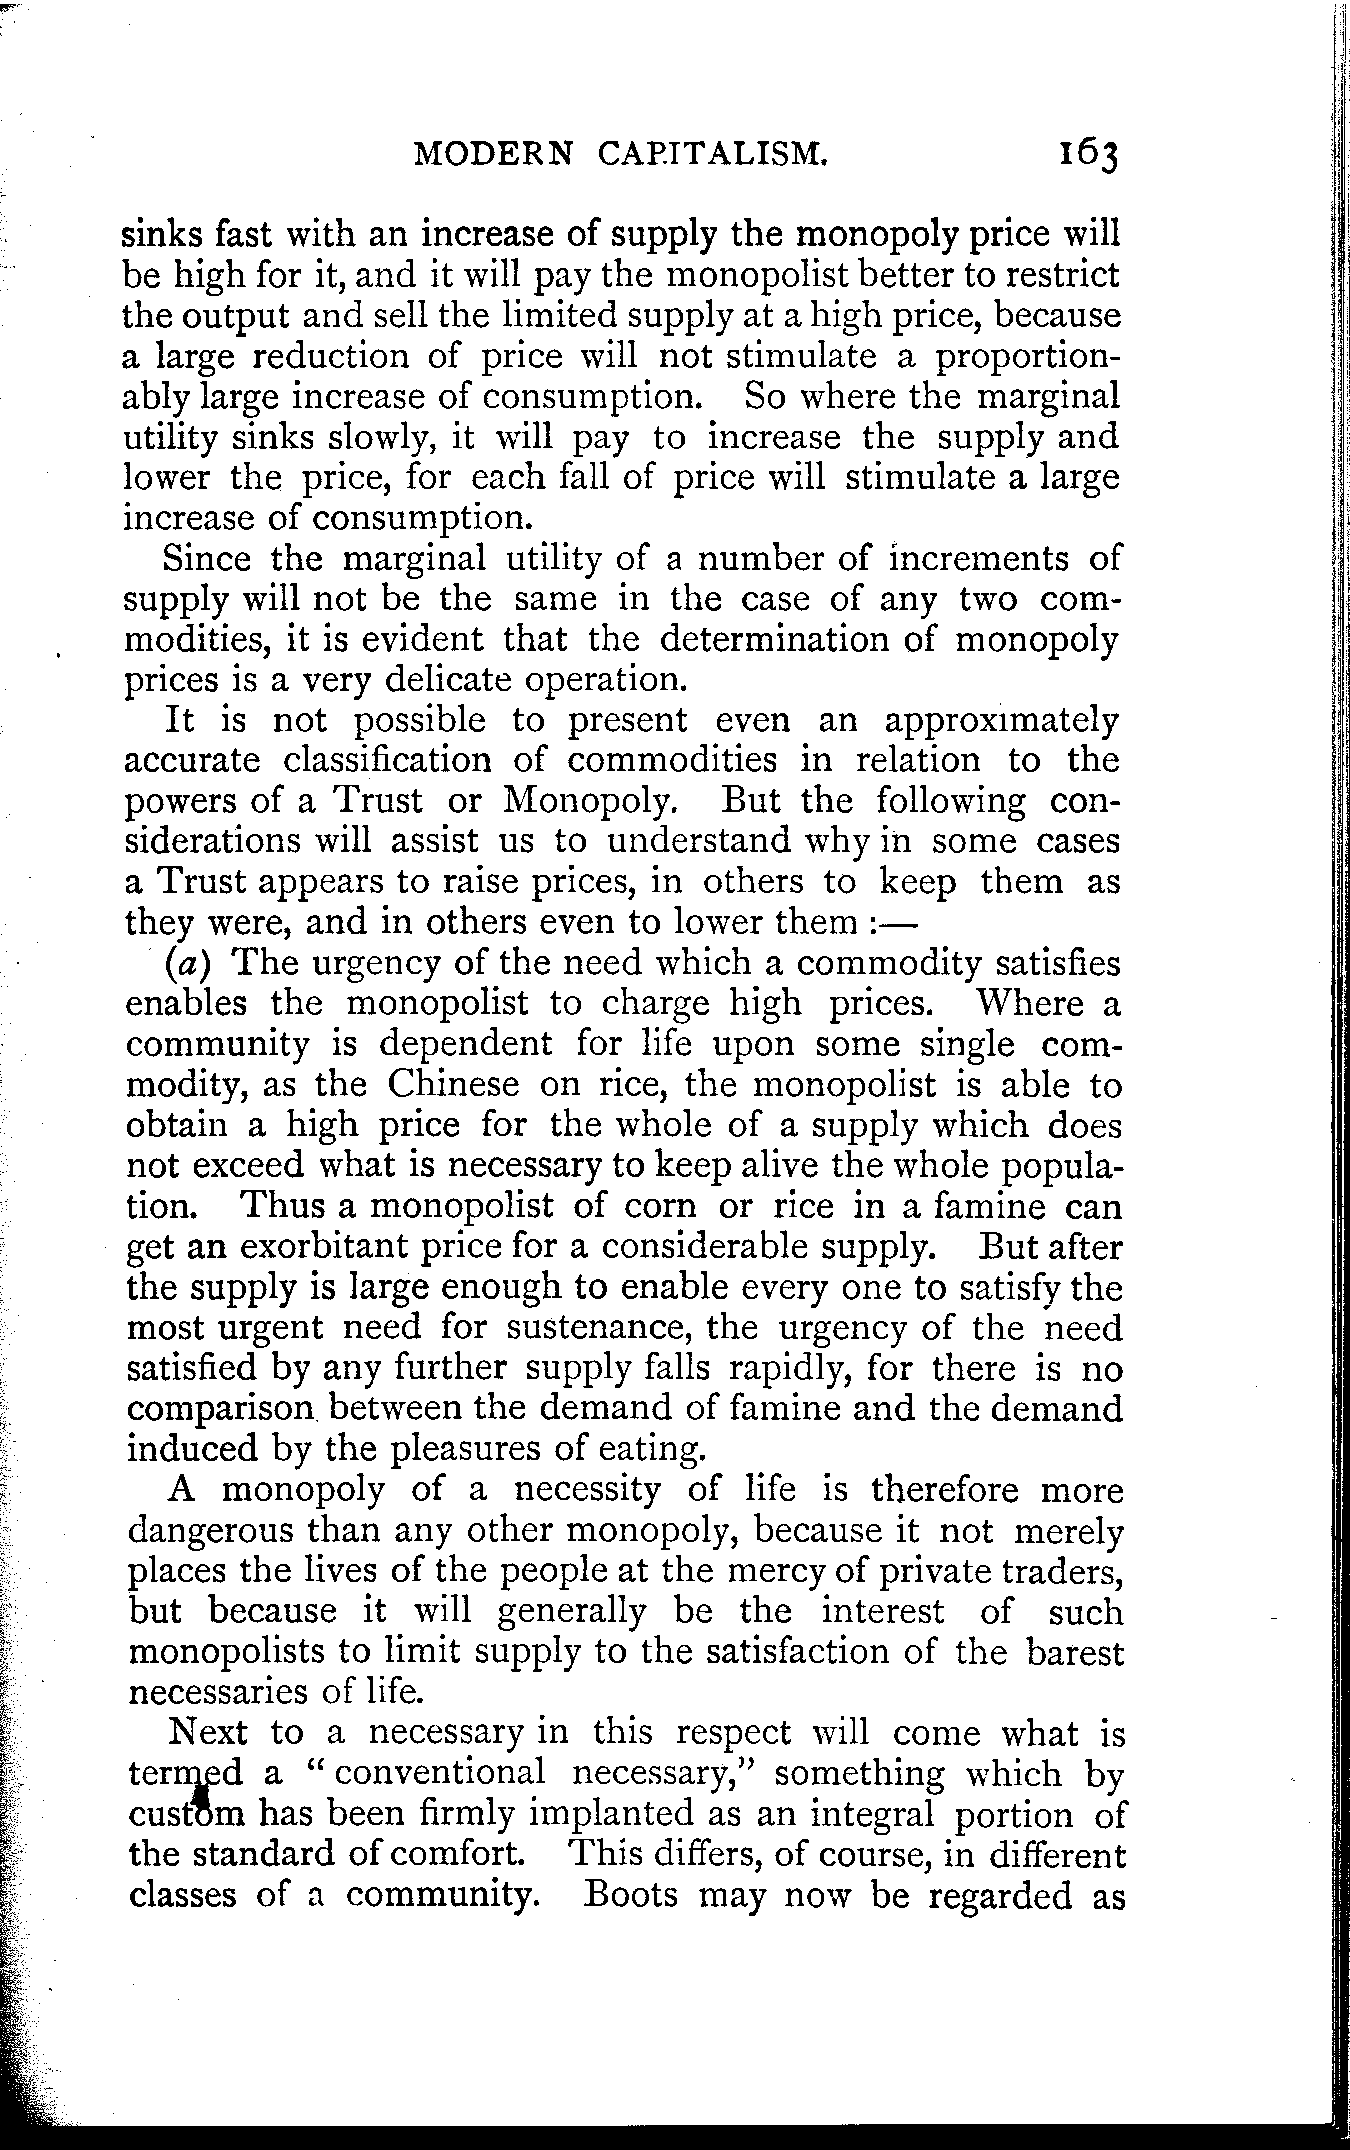 MODERN CAPITALISM. 163
sinks fast with an increase of supply the monopoly price will
be high for it, and it will pay the monopolist better to restrict
the output and sell the limited supply at a high price, because
a large reduction of price will not stimulate a proportion-
ably large increase of consumption. So where the marginal
utility sinks slowly, it will pay to increase the supply and
lower the price, for each fall of price will stimulate a large
increase of consumption.
Since the marginal utility of a number of increments of
supply will not be the same in the case of any two com-
modities, it is evident that the determination of monopoly
prices is a very delicate operation.
It is not possible to present even an approximately
accurate classification of commodities in relation to the
powers of a Trust or Monopoly. But the following con-
siderations will assist us to understand why in some cases
a Trust appears to raise prices, in others to keep them as
they were, and in others even to lower them :—
(a) The urgency of the need which a commodity satisfies
enables the monopolist to charge high prices. Where a
community is dependent for life upon some single com-
modity, as the Chinese on rice, the monopolist is able to
obtain a high price for the whole of a supply which does
not exceed what is necessary to keep alive the whole popula-
tion. Thus a monopolist of corn or rice in a famine can
get an exorbitant price for a considerable supply. But after
the supply is large enough to enable every one to satisfy the
most urgent need for sustenance, the urgency of the need
satisfied by any further supply falls rapidly, for there is no
comparison between the demand of famine and the demand
induced by the pleasures of eating.
A monopoly of a necessity of life is therefore more
dangerous than any other monopoly, because it not merely
places the lives of the people at the mercy of private traders,
but because it will generally be the interest of such
monopolists to limit supply to the satisfaction of the barest
necessaries of life.
Next to a necessary in this respect will come what is
termed a "conventional necessary," something which by
custom has been firmly implanted as an integral portion of
the standard of comfort. This differs, of course, in different
classes of a community. Boots may now be regarded as